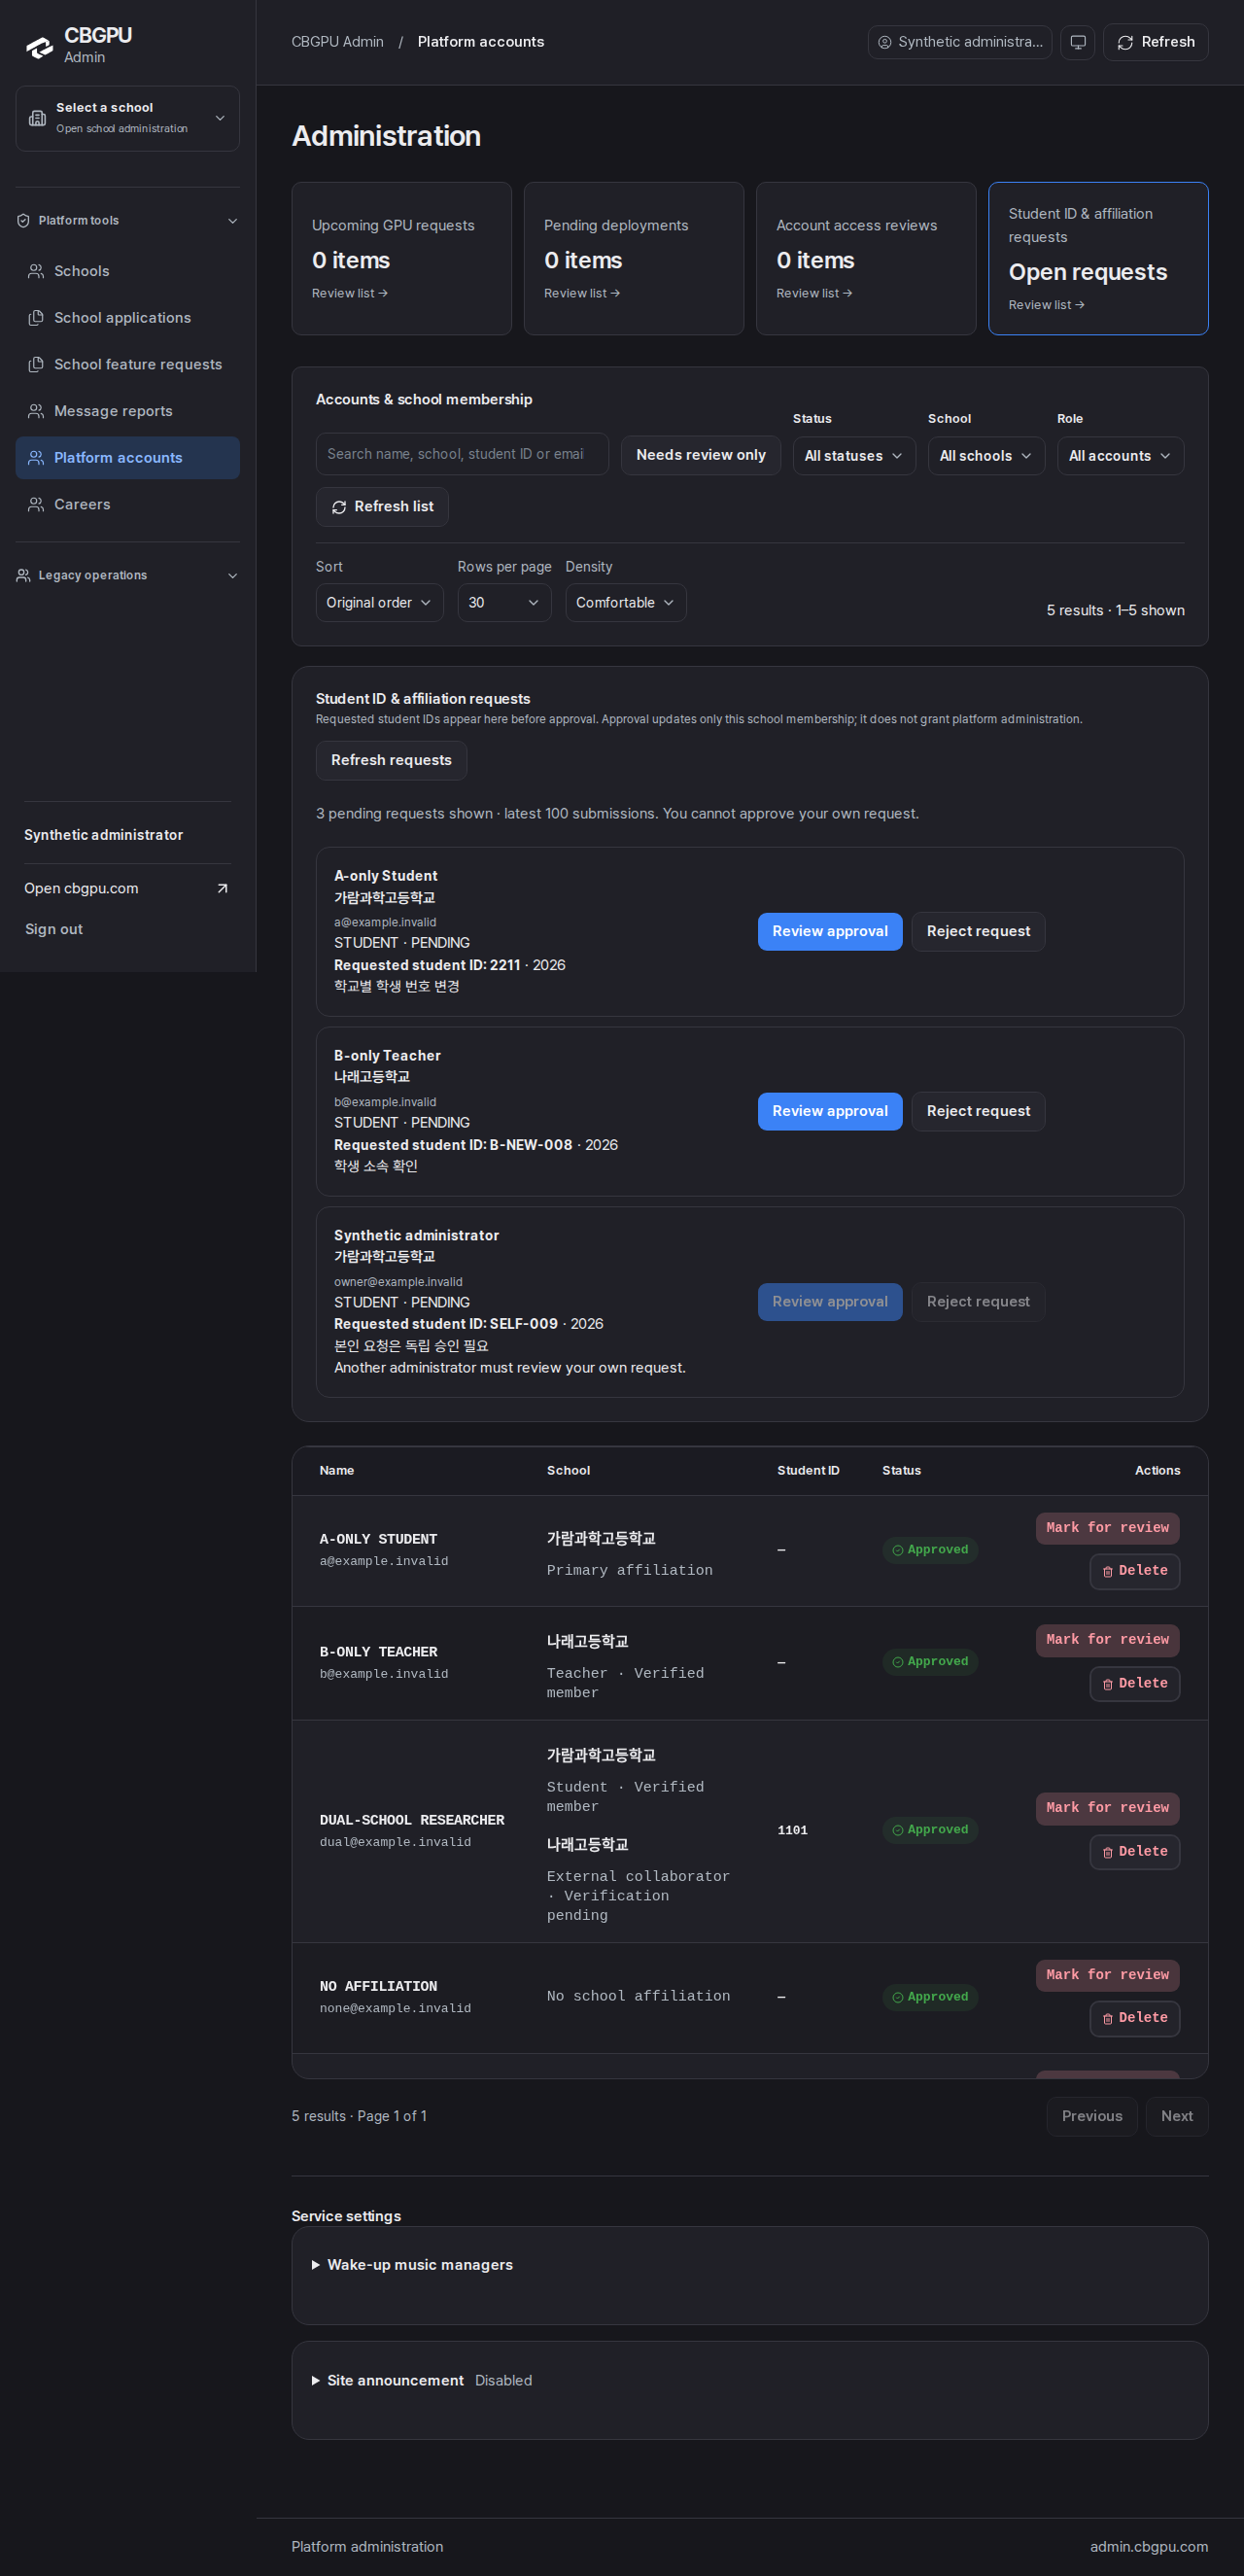 CBGPU
Admin
Select a school
Open school administration
Platform tools
Schools
School applications
School feature requests
Message reports
Platform accounts
Careers
Legacy operations
Synthetic administrator
Open cbgpu.com
Sign out
CBGPU Admin / Platform accounts
Synthetic administra...
Refresh
Administration
Upcoming GPU requests
0 items
Review list →
Pending deployments
0 items
Review list →
Account access reviews
0 items
Review list →
Student ID & affiliation
requests
Open requests
Review list →
Accounts & school membership
Search name, school, student ID or emai
Needs review only
Status
All statuses
School
All schools
Role
All accounts
Refresh list
Sort
Original order
Rows per page
30
Density
Comfortable
5 results · 1–5 shown
Student ID & affiliation requests
Requested student IDs appear here before approval. Approval updates only this school membership; it does not grant platform administration.
Refresh requests
3 pending requests shown · latest 100 submissions. You cannot approve your own request.
A-only Student
가람과학고등학교
a@example.invalid
STUDENT · PENDING
Requested student ID: 2211 · 2026
학교별 학생 번호 변경
Review approval
Reject request
B-only Teacher
나래고등학교
b@example.invalid
STUDENT · PENDING
Requested student ID: B-NEW-008 · 2026
학생 소속 확인
Review approval
Reject request
Synthetic administrator
가람과학고등학교
owner@example.invalid
STUDENT · PENDING
Requested student ID: SELF-009 · 2026
본인 요청은 독립 승인 필요
Another administrator must review your own request.
Review approval
Reject request
Name School Student ID Status Actions
A-ONLY STUDENT
a@example.invalid
가람과학고등학교
Primary affiliation
—
Approved
Mark for review
Delete
B-ONLY TEACHER
b@example.invalid
나래고등학교
Teacher · Verified
member
—
Approved
Mark for review
Delete
DUAL-SCHOOL RESEARCHER
dual@example.invalid
가람과학고등학교
Student · Verified
member
나래고등학교
External collaborator
· Verification
pending
1101
Approved
Mark for review
Delete
NO AFFILIATION
none@example.invalid
No school affiliation
—
Approved
Mark for review
Delete
5 results · Page 1 of 1
Previous
Next
Service settings
Wake-up music managers
Site announcement Disabled
Platform administration
admin.cbgpu.com